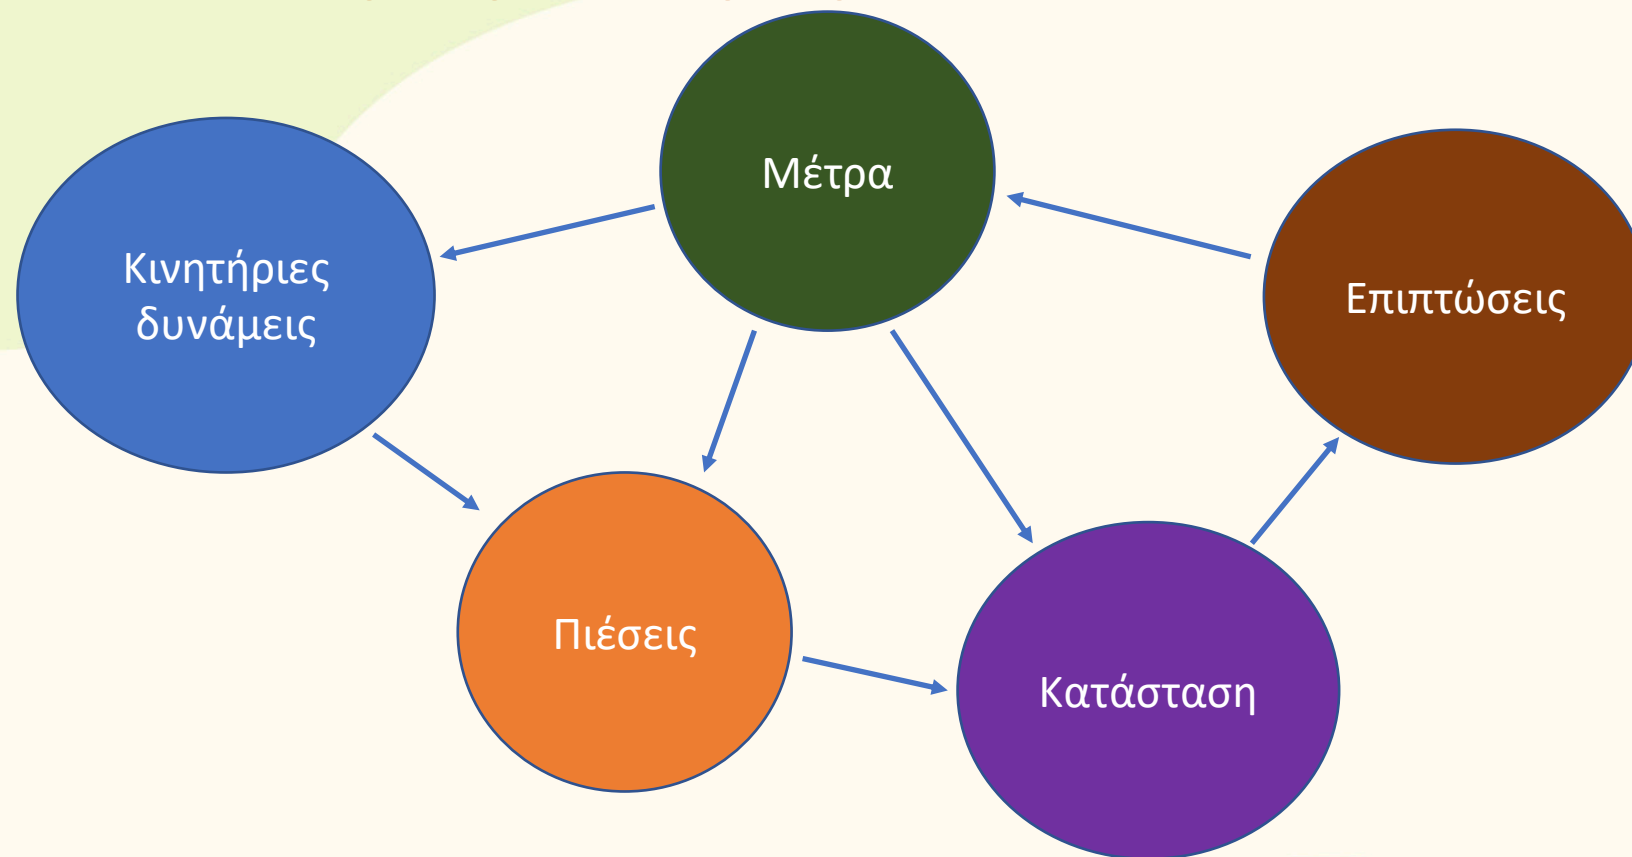 Μέτρα
Κινητήριες
δυνάμεις
Επιπτώσεις
Πιέσεις
Κατάσταση